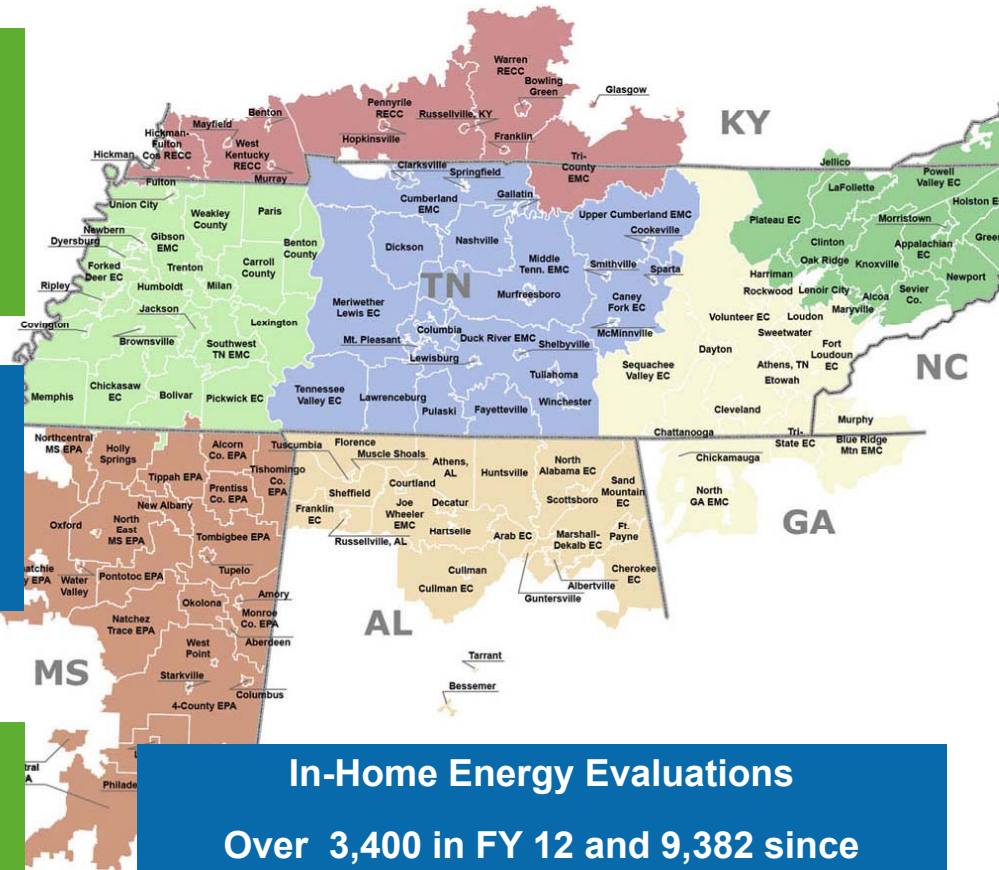 Warren
RECC
Bowling
Green
Glasgow
KY
Pennyrile
RECC
Russellville, KY
Hopkinsville
Franklin
Benton
Mayfield
Hickman-
Fulton
Cos RECC
West
Kentucky
RECC
Hickman
Murray
Fulton
Tri-
County
EMC
Clarksville
Springfield
Cumberland
EMC
Gallatin
Upper Cumberland EMC
Cookeville
Union City
Weakley
County
Paris
Newbern
Dyersburg
Gibson
EMC
Benton
County
Forked
Deer EC
Trenton
Carroll
County
Ripley
Humboldt
Milan
Jackson
Covington
Lexington
Brownsville
Southwest
TN EMC
Memphis
Chickasaw
EC
Bolivar
Pickwick EC
Dickson
Nashville
Middle
Tenn. EMC
Smithville
Sparta
TN
Murfreesboro
Caney
Fork EC
Meriwether
Lewis EC
Columbia
Mt. Pleasant
Duck River EMC
Shelbyville
McMinnville
Lewisburg
Tullahoma
Tennessee
Valley EC
Lawrenceburg
Pulaski
Fayetteville
Winchester
Jellico
LaFollette
Powell
Valley EC
Plateau EC
Morristown
Clinton
Appalachian
EC
Oak Ridge
Knoxville
Harriman
Newport
Rockwood
Lenoir City
Sevier
Co.
Alcoa
Maryville
Volunteer EC
Loudon
Sweetwater
Dayton
Fort
Loudoun
EC
Athens, TN
Etowah
Sequachee
Valley EC
Cleveland
NC
Chattanooga
Tri-
State EC
Murphy
Blue Ridge
Mtn EMC
Chickamauga
North
GA EMC
GA
Northcentral
MS EPA
Holly
Springs
Alcorn
Co. EPA
Tippah EPA
Tishomingo
Co.
EPA
Prentiss
Co. EPA
New Albany
Oxford
North
East
MS EPA
Tombigbee EPA
Water
Valley
Pontotoc EPA
Tupelo
Okolona
Amory
Monroe
Co. EPA
Natchez
Trace EPA
Aberdeen
West
Point
MS
Starkville
Columbus
4-County EPA
Tuscumbia
Florence
Muscle Shoals
Athens,
AL
Huntsville
North
Alabama EC
Sheffield
Courtland
Scottsboro
Sand
Mountain
EC
Franklin
EC
Joe
Wheeler
EMC
Decatur
Russellville, AL
Hartselle
Arab EC
Marshall-
Dekalb EC
Ft.
Payne
Cullman
Cullman EC
Albertville
Guntersville
Cherokee
EC
AL
Tarrant
Bessemer
In-Home Energy Evaluations
Over 3,400 in FY 12 and 9,382 since